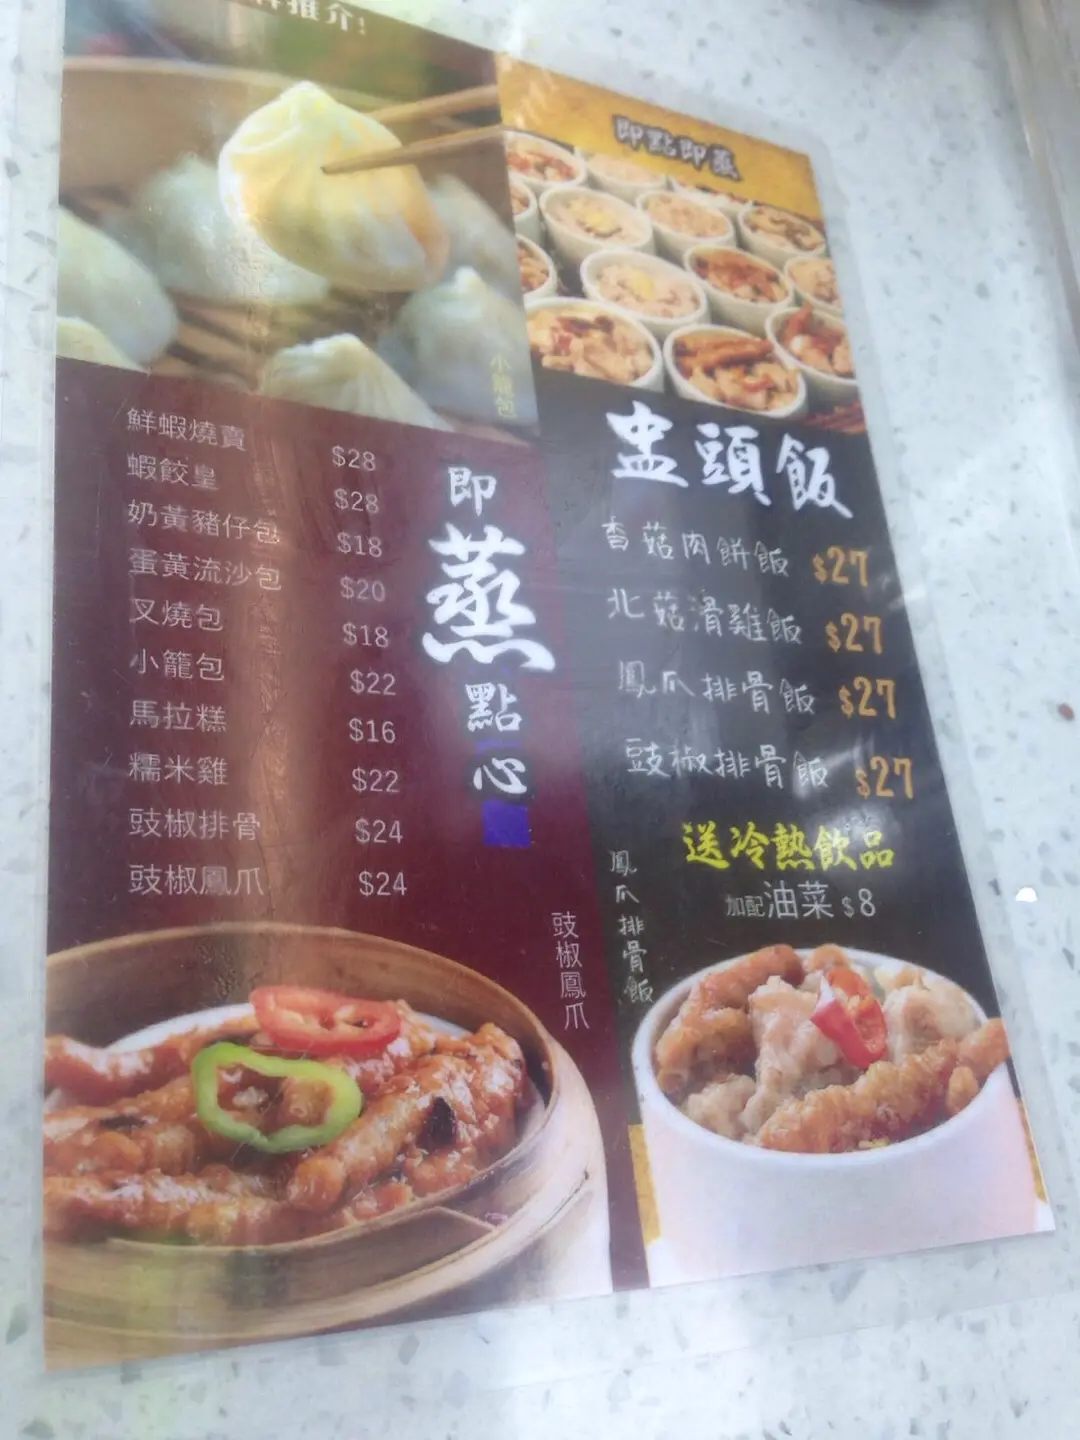 推介!
小籠包
鮮蝦燒賣 $28
蝦餃皇 $28
奶黃豬仔包 $18
蛋黃流沙包 $20
叉燒包 $18
小籠包 $22
馬拉糕 $16
糯米雞 $22
豉椒排骨 $24
豉椒鳳爪 $24
即
蒸
點
心
豉椒鳳爪
即點即蒸
盅頭飯
香菇肉餅飯 $27
北菇滑雞飯 $27
鳳爪排骨飯 $27
豉椒排骨飯 $27
送冷熱飲品
加配油菜 $8
鳳爪排骨飯